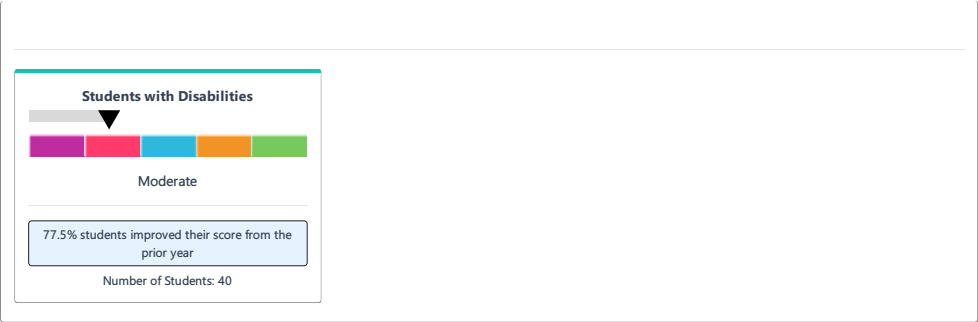 Students with Disabilities
Moderate
77.5% students improved their score from the
prior year
Number of Students: 40